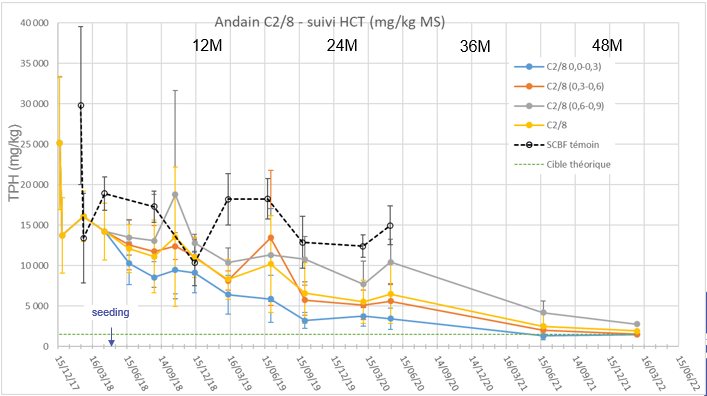 Andain C2/8 - suivi HCT (mg/kg MS)
12M
24M
36M
48M
C2/8 (0,0-0,3)
C2/8 (0,3-0,6)
C2/8 (0,6-0,9)
C2/8
SCBF témoin
Cible théorique
TPH (mg/kg)
40 000
35 000
30 000
25 000
20 000
15 000
10 000
5 000
0
seeding
15/12/17
16/03/18
15/06/18
14/09/18
15/12/18
16/03/19
15/06/19
14/09/19
15/12/19
15/03/20
15/06/20
14/09/20
14/12/20
16/03/21
15/06/21
14/09/21
15/12/21
16/03/22
15/06/22